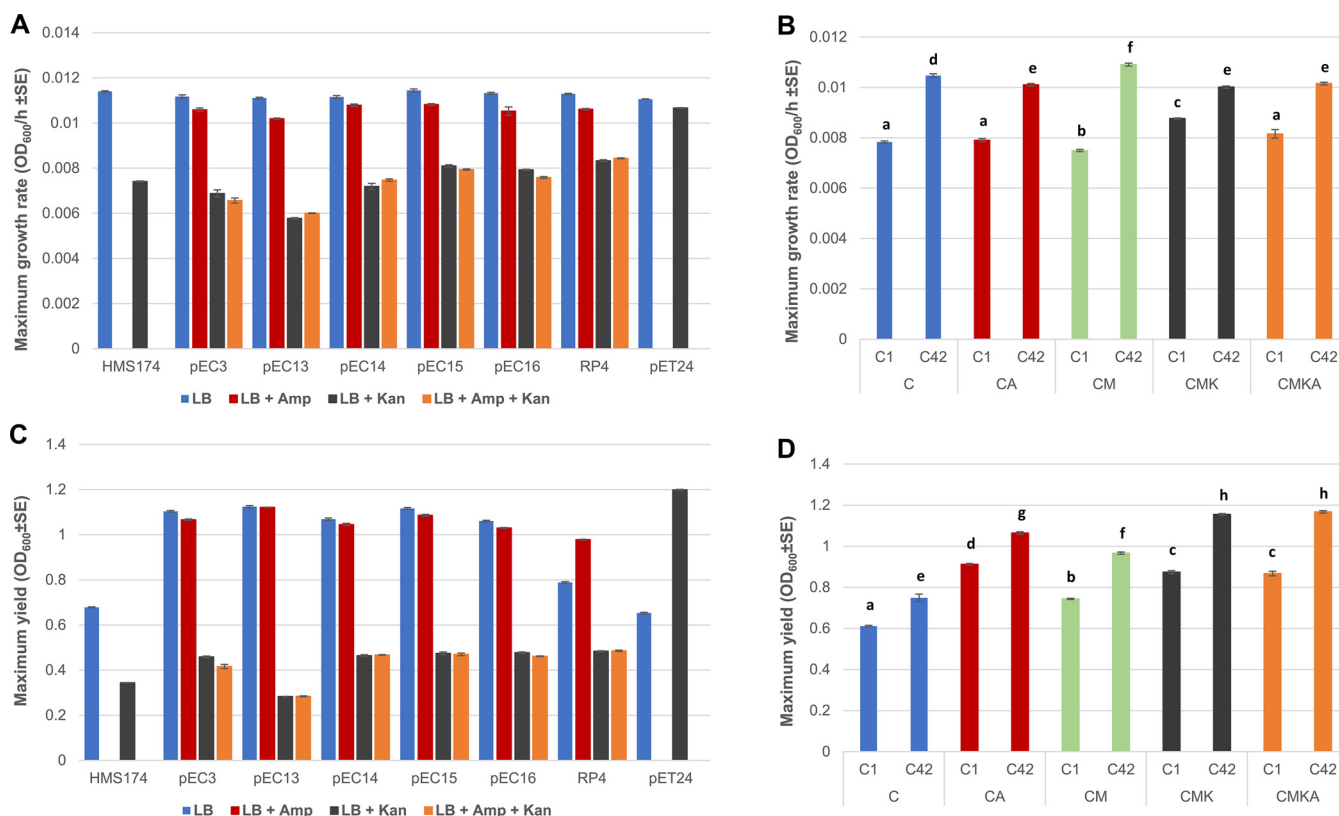 A
Maximum growth rate (OD600/h ±SE)
0.014
0.012
0.01
0.008
0.006
0.004
0.002
0
HMS174 pEC3 pEC13 pEC14 pEC15 pEC16 RP4 pET24
LB LB + Amp LB + Kan LB + Amp + Kan
B
Maximum growth rate (OD600/h ±SE)
0.012
0.01
0.008
0.006
0.004
0.002
0
a d a e b f c e a e
C1 C42 C1 C42 C1 C42 C1 C42 C1 C42
C CA CM CMK CMKA
C
Maximum yield (OD600±SE)
1.4
1.2
1
0.8
0.6
0.4
0.2
0
HMS174 pEC3 pEC13 pEC14 pEC15 pEC16 RP4 pET24
LB LB + Amp LB + Kan LB + Amp + Kan
D
Maximum yield (OD600±SE)
1.4
1.2
1
0.8
0.6
0.4
0.2
0
a e d g b f c h c h
C1 C42 C1 C42 C1 C42 C1 C42 C1 C42
C CA CM CMK CMKA